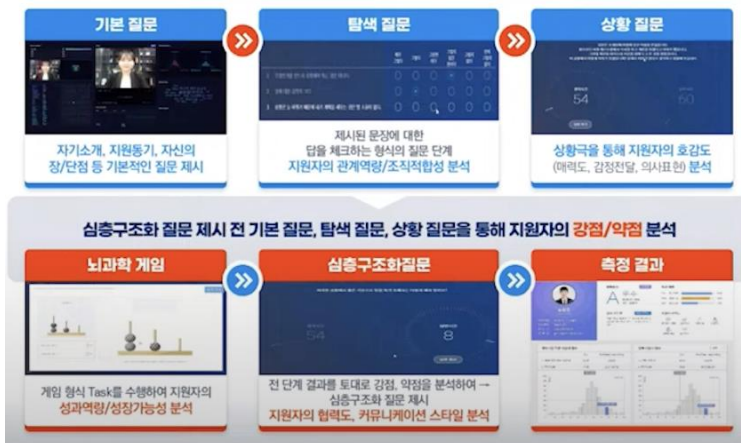 기본 질문
탐색 질문
상황 질문
54
60
자기소개, 지원동기, 자신의
장/단점 등 기본적인 질문 제시
제시된 문장에 대한
답을 체크하는 형식의 질문 단계
지원자의 관계역량/조직적합성 분석
상황극을 통해 지원자의 호감도
(매력도, 감정전달, 의사표현) 분석
심층구조화 질문 제시 전 기본 질문, 탐색 질문, 상황 질문을 통해 지원자의 강점/약점 분석
뇌과학 게임
심층구조화질문
측정 결과
54
8
A
게임 형식 Task를 수행하여 지원자의
성과역량/성장가능성 분석
전 단계 결과를 토대로 강점, 약점을 분석하여 →
심층구조화 질문 제시
지원자의 협력도, 커뮤니케이션 스타일 분석